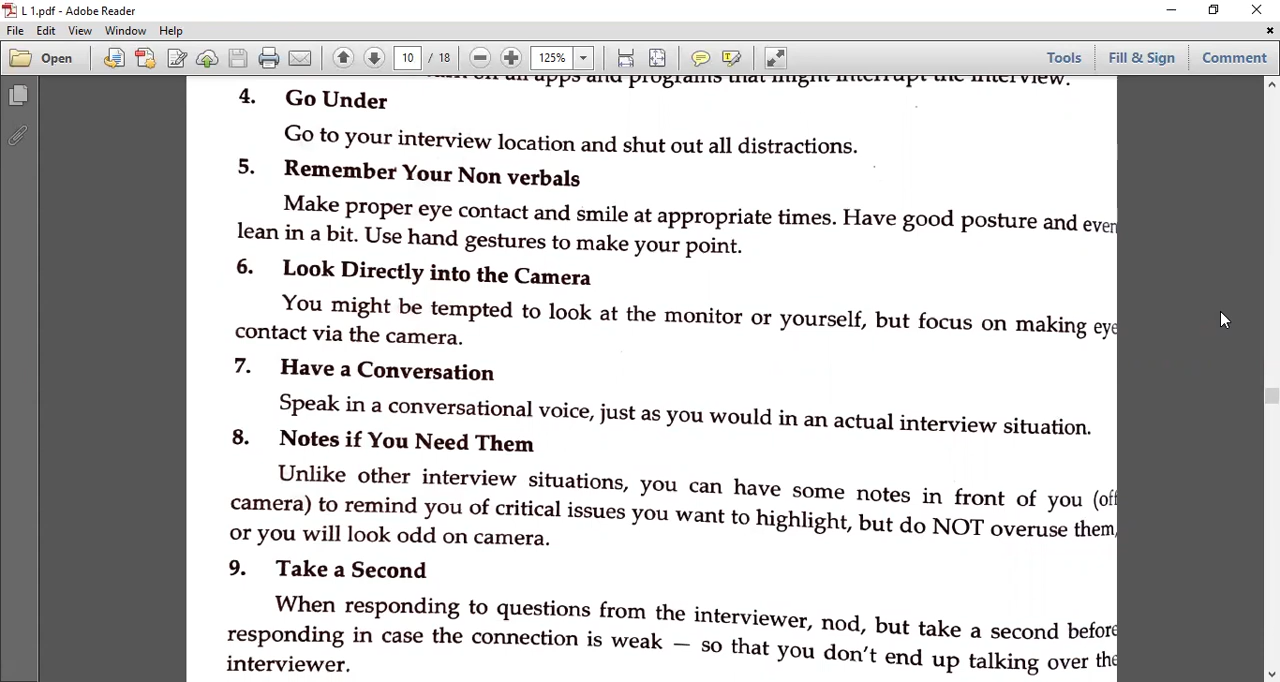 L 1.pdf - Adobe Reader
File Edit View Window Help
Open 10 / 18 125% Tools Fill & Sign Comment
all apps and programs that might interrupt the interview.
4. Go Under
Go to your interview location and shut out all distractions.
5. Remember Your Non verbals
Make proper eye contact and smile at appropriate times. Have good posture and even
lean in a bit. Use hand gestures to make your point.
6. Look Directly into the Camera
You might be tempted to look at the monitor or yourself, but focus on making eye
contact via the camera.
7. Have a Conversation
Speak in a conversational voice, just as you would in an actual interview situation.
8. Notes if You Need Them
Unlike other interview situations, you can have some notes in front of you (off
camera) to remind you of critical issues you want to highlight, but do NOT overuse them,
or you will look odd on camera.
9. Take a Second
When responding to questions from the interviewer, nod, but take a second before
responding in case the connection is weak — so that you don't end up talking over the
interviewer.